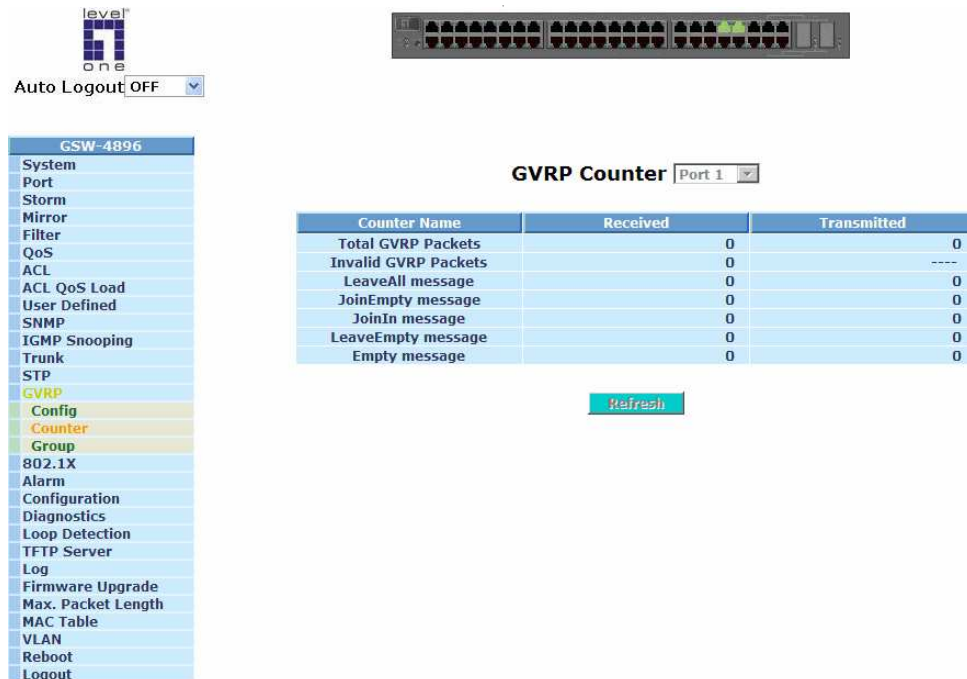 level
one
Auto Logout OFF
GSW-4896
System
Port
Storm
Mirror
Filter
QoS
ACL
ACL QoS Load
User Defined
SNMP
IGMP Snooping
Trunk
STP
GVRP
Config
Counter
Group
802.1X
Alarm
Configuration
Diagnostics
Loop Detection
TFTP Server
Log
Firmware Upgrade
Max. Packet Length
MAC Table
VLAN
Reboot
Logout
GVRP Counter Port 1
Counter Name Received Transmitted
Total GVRP Packets 0 0
Invalid GVRP Packets 0 ----
LeaveAll message 0 0
JoinEmpty message 0 0
JoinIn message 0 0
LeaveEmpty message 0 0
Empty message 0 0
Refresh